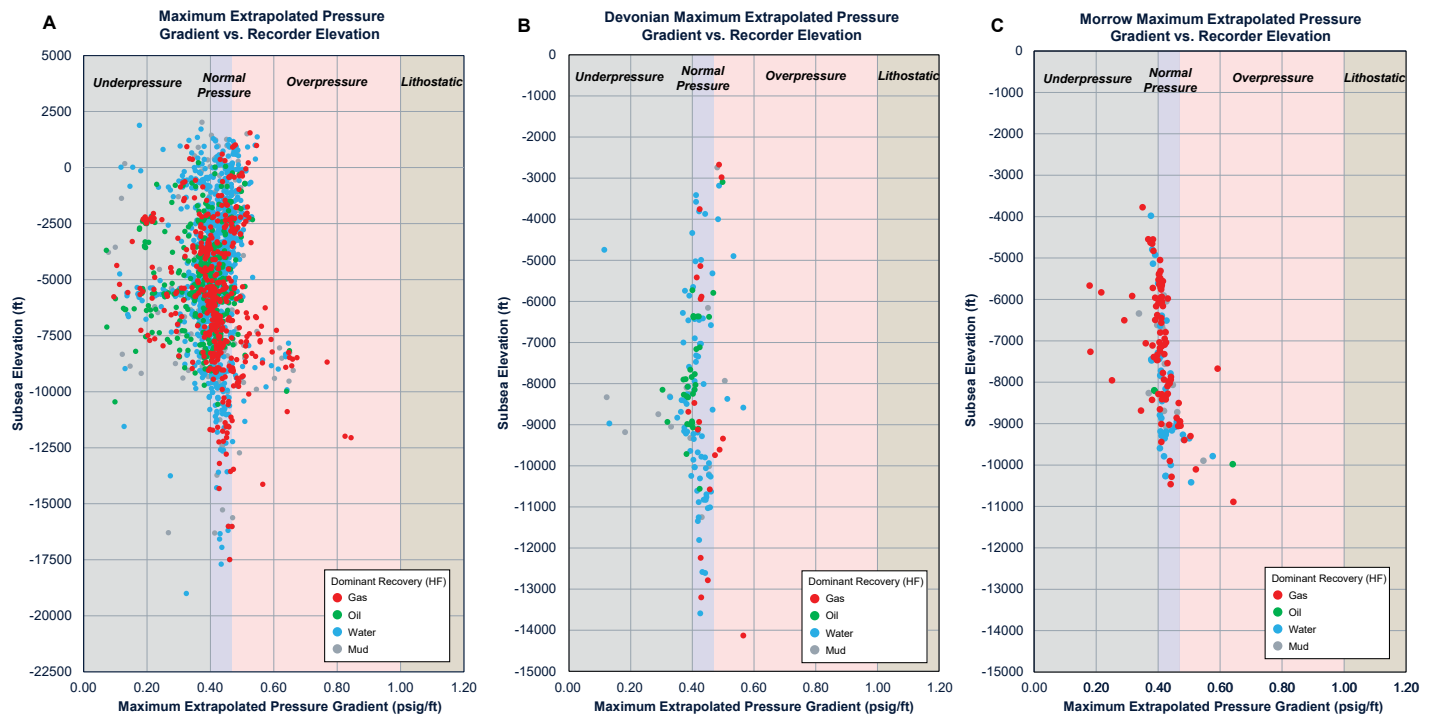 A
Maximum Extrapolated Pressure
Gradient vs. Recorder Elevation
Underpressure
Normal
Pressure
Overpressure
Lithostatic
5000
2500
0
-2500
-5000
-7500
-10000
-12500
-15000
-17500
-20000
-22500
Subsea Elevation (ft)
0.00 0.20 0.40 0.60 0.80 1.00 1.20
Maximum Extrapolated Pressure Gradient (psig/ft)
Dominant Recovery (HF)
Gas
Oil
Water
Mud
B
Devonian Maximum Extrapolated Pressure
Gradient vs. Recorder Elevation
Underpressure
Normal
Pressure
Overpressure
Lithostatic
0
-1000
-2000
-3000
-4000
-5000
-6000
-7000
-8000
-9000
-10000
-11000
-12000
-13000
-14000
-15000
Subsea Elevation (ft)
0.00 0.20 0.40 0.60 0.80 1.00 1.20
Maximum Extrapolated Pressure Gradient (psig/ft)
Dominant Recovery (HF)
Gas
Oil
Water
Mud
C
Morrow Maximum Extrapolated Pressure
Gradient vs. Recorder Elevation
Underpressure
Normal
Pressure
Overpressure
Lithostatic
0
-1000
-2000
-3000
-4000
-5000
-6000
-7000
-8000
-9000
-10000
-11000
-12000
-13000
-14000
-15000
Subsea Elevation (ft)
0.00 0.20 0.40 0.60 0.80 1.00 1.20
Maximum Extrapolated Pressure Gradient (psig/ft)
Dominant Recovery (HF)
Gas
Oil
Water
Mud